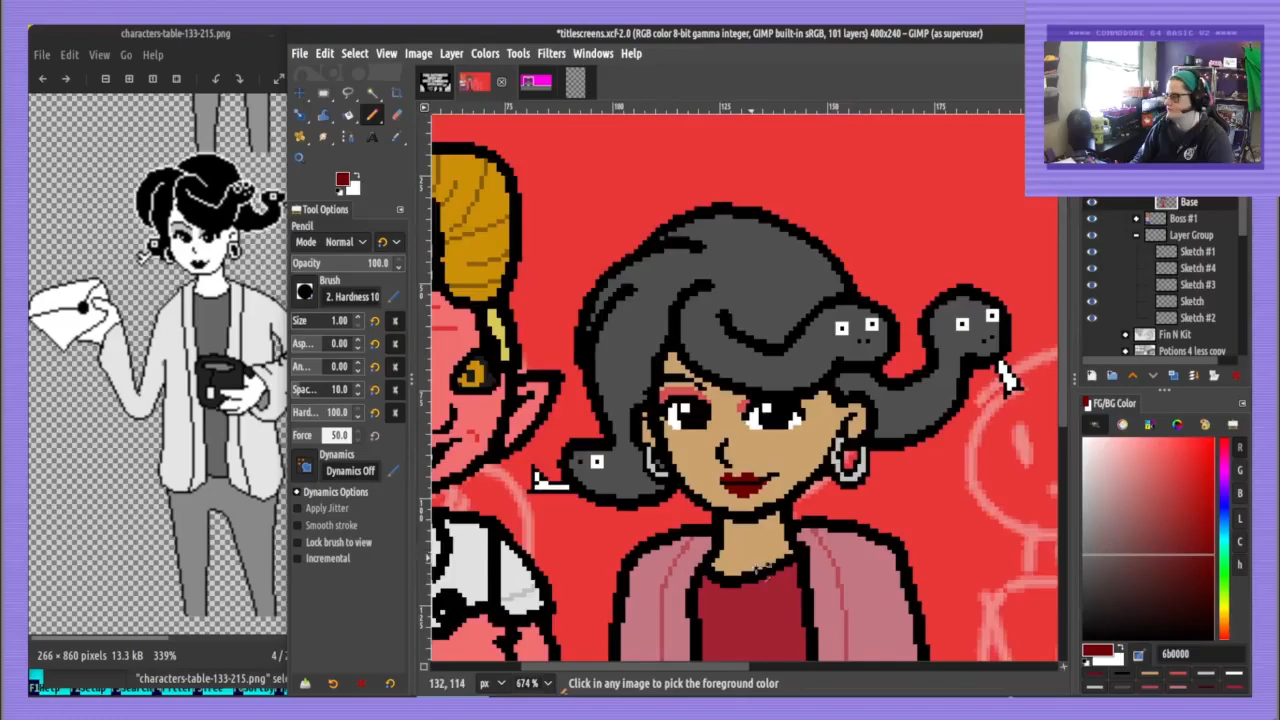 characters-table-133-215.png
*titlescreens.xcf-2.0 (RGB color 8-bit gamma integer, GIMP built-in sRGB, 101 layers) 400x240 – GIMP (as superuser)
**** COMMODORE 64 BASIC V2 ****
File Edit View Go Help
File Edit Select View Image Layer Colors Tools Filters Windows Help
75 100 125 150 175
Tool Options
Pencil
Mode Normal
Opacity 100.0
Brush
2. Hardness 10
Size 1.00
Asp... 0.00
An... 0.00
Spac... 10.0
Hard... 100.0
Force 50.0
Dynamics
Dynamics Off
Dynamics Options
Apply Jitter
Smooth stroke
Lock brush to view
Incremental
Base
Boss #1
Layer Group
Sketch #1
Sketch #4
Sketch #3
Sketch
Sketch #2
Fin N Kit
Potions 4 less copy
FG/BG Color
R
G
B
L
C
h
6b0000
266 × 860 pixels 13.3 kB 339%
"characters-table-133-215.png"
132, 114 px 674 % Click in any image to pick the foreground color